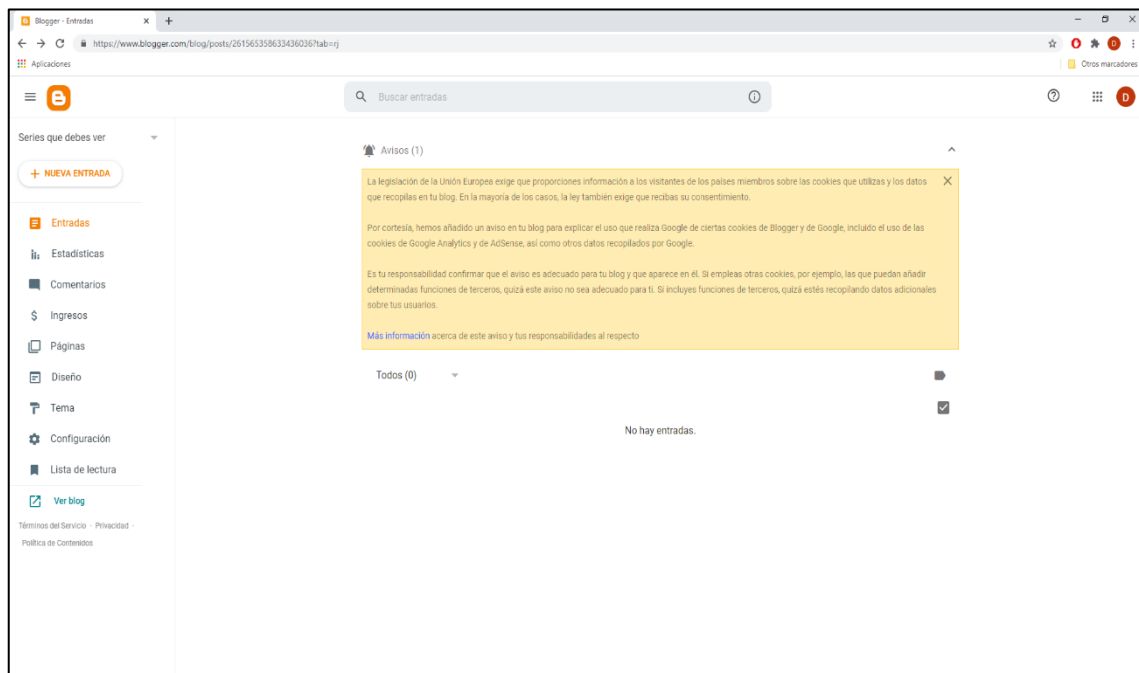 Blogger - Entradas
https://www.blogger.com/blog/posts/261565358633436036?tab=rj
Aplicaciones
Otros marcadores
Buscar entradas
D
Series que debes ver
+ NUEVA ENTRADA
Entradas
Estadísticas
Comentarios
Ingresos
Páginas
Diseño
Tema
Configuración
Lista de lectura
Ver blog
Términos del Servicio · Privacidad ·
Política de Contenidos
Avisos (1)
La legislación de la Unión Europea exige que proporciones información a los visitantes de los países miembros sobre las cookies que utilizas y los datos
que recopilas en tu blog. En la mayoría de los casos, la ley también exige que recibas su consentimiento.
Por cortesía, hemos añadido un aviso en tu blog para explicar el uso que realiza Google de ciertas cookies de Blogger y de Google, incluido el uso de las
cookies de Google Analytics y de AdSense, así como otros datos recopilados por Google.
Es tu responsabilidad confirmar que el aviso es adecuado para tu blog y que aparece en él. Si empleas otras cookies, por ejemplo, las que puedan añadir
determinadas funciones de terceros, quizá este aviso no sea adecuado para ti. Si incluyes funciones de terceros, quizá estés recopilando datos adicionales
sobre tus usuarios.
Más información acerca de este aviso y tus responsabilidades al respecto
Todos (0)
No hay entradas.